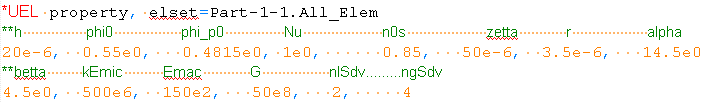 *UEL property, elset=Part-1-1.All_Elem
**h phi0 phi_p0 Nu n0s zetta r alpha
20e-6, 0.55e0, 0.4815e0, 1e0, 0.85, 50e-6, 3.5e-6, 14.5e0
**betta kEmic Emac G nlSdv.........ngSdv
4.5e0, 500e6, 150e2, 50e8, 2, 4